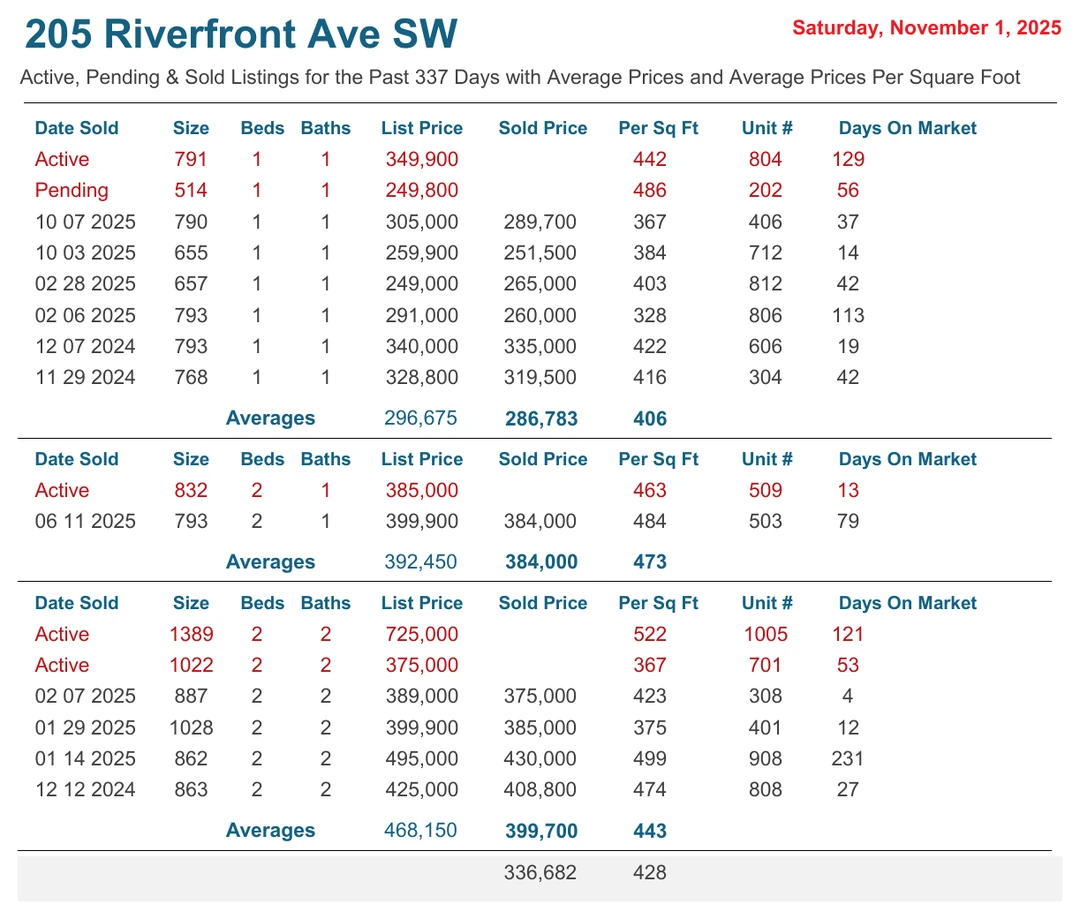 205 Riverfront Ave SW
Saturday, November 1, 2025
Active, Pending & Sold Listings for the Past 337 Days with Average Prices and Average Prices Per Square Foot
Date Sold Size Beds Baths List Price Sold Price Per Sq Ft Unit # Days On Market
Active 791 1 1 349,900 442 804 129
Pending 514 1 1 249,800 486 202 56
10 07 2025 790 1 1 305,000 289,700 367 406 37
10 03 2025 655 1 1 259,900 251,500 384 712 14
02 28 2025 657 1 1 249,000 265,000 403 812 42
02 06 2025 793 1 1 291,000 260,000 328 806 113
12 07 2024 793 1 1 340,000 335,000 422 606 19
11 29 2024 768 1 1 328,800 319,500 416 304 42
Averages 296,675 286,783 406
Date Sold Size Beds Baths List Price Sold Price Per Sq Ft Unit # Days On Market
Active 832 2 1 385,000 463 509 13
06 11 2025 793 2 1 399,900 384,000 484 503 79
Averages 392,450 384,000 473
Date Sold Size Beds Baths List Price Sold Price Per Sq Ft Unit # Days On Market
Active 1389 2 2 725,000 522 1005 121
Active 1022 2 2 375,000 367 701 53
02 07 2025 887 2 2 389,000 375,000 423 308 4
01 29 2025 1028 2 2 399,900 385,000 375 401 12
01 14 2025 862 2 2 495,000 430,000 499 908 231
12 12 2024 863 2 2 425,000 408,800 474 808 27
Averages 468,150 399,700 443
336,682 428